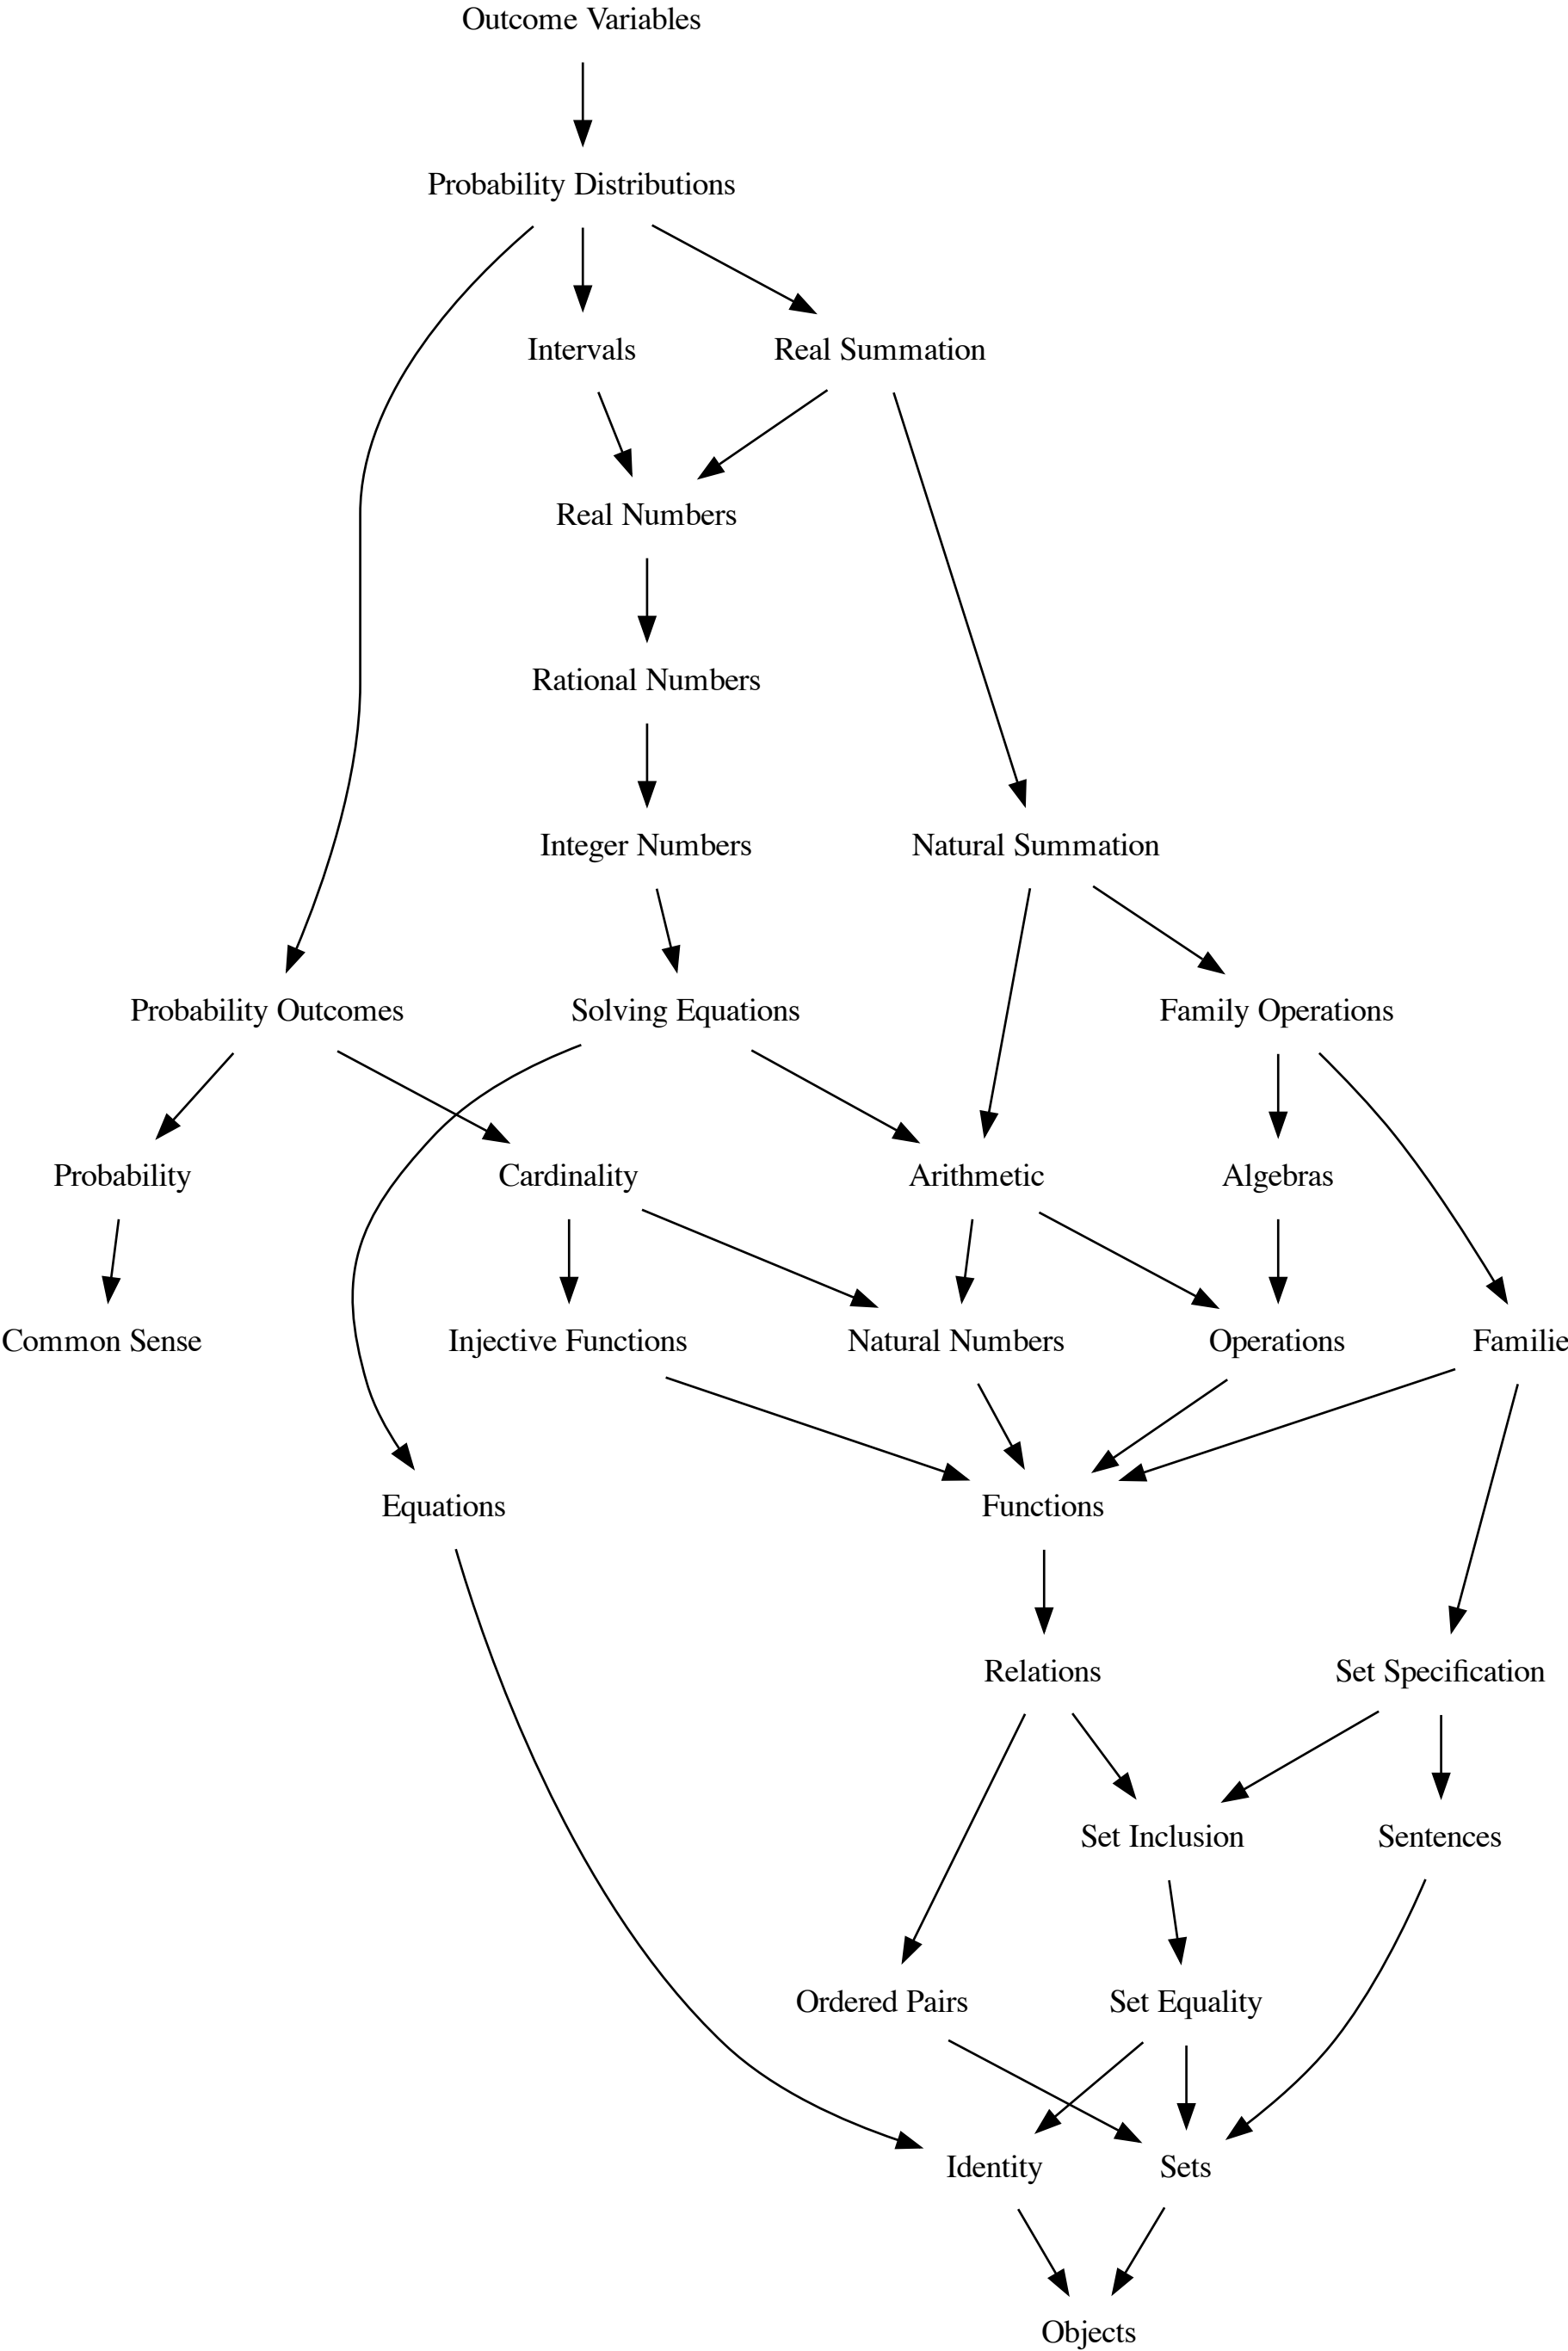 Outcome Variables
Probability Distributions
Intervals
Real Summation
Real Numbers
Rational Numbers
Integer Numbers
Natural Summation
Probability Outcomes
Solving Equations
Family Operations
Probability
Cardinality
Arithmetic
Algebras
Common Sense
Injective Functions
Natural Numbers
Operations
Familie
Equations
Functions
Relations
Set Specification
Set Inclusion
Sentences
Ordered Pairs
Set Equality
Identity
Sets
Objects